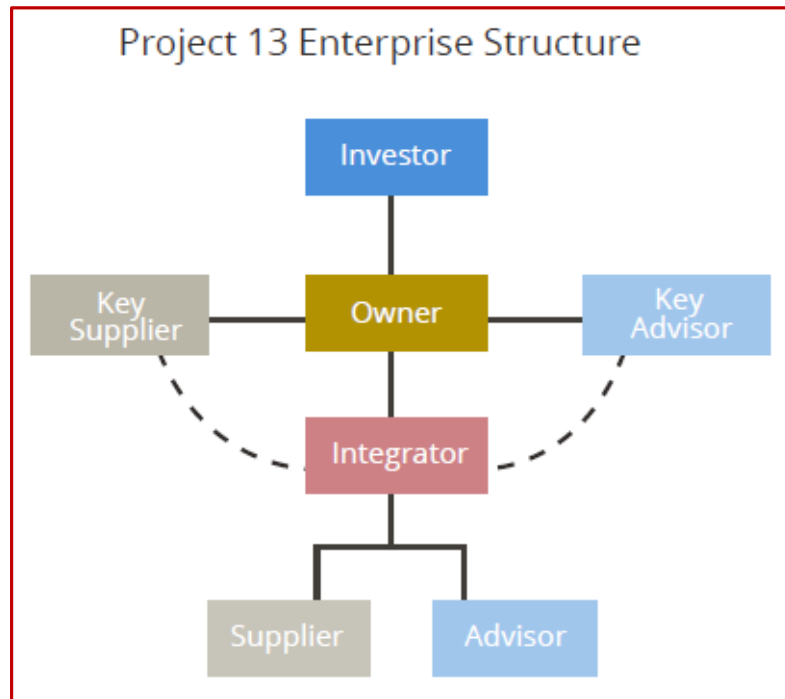 Project 13 Enterprise Structure
Investor
Key
Supplier
Owner
Key
Advisor
Integrator
Supplier
Advisor